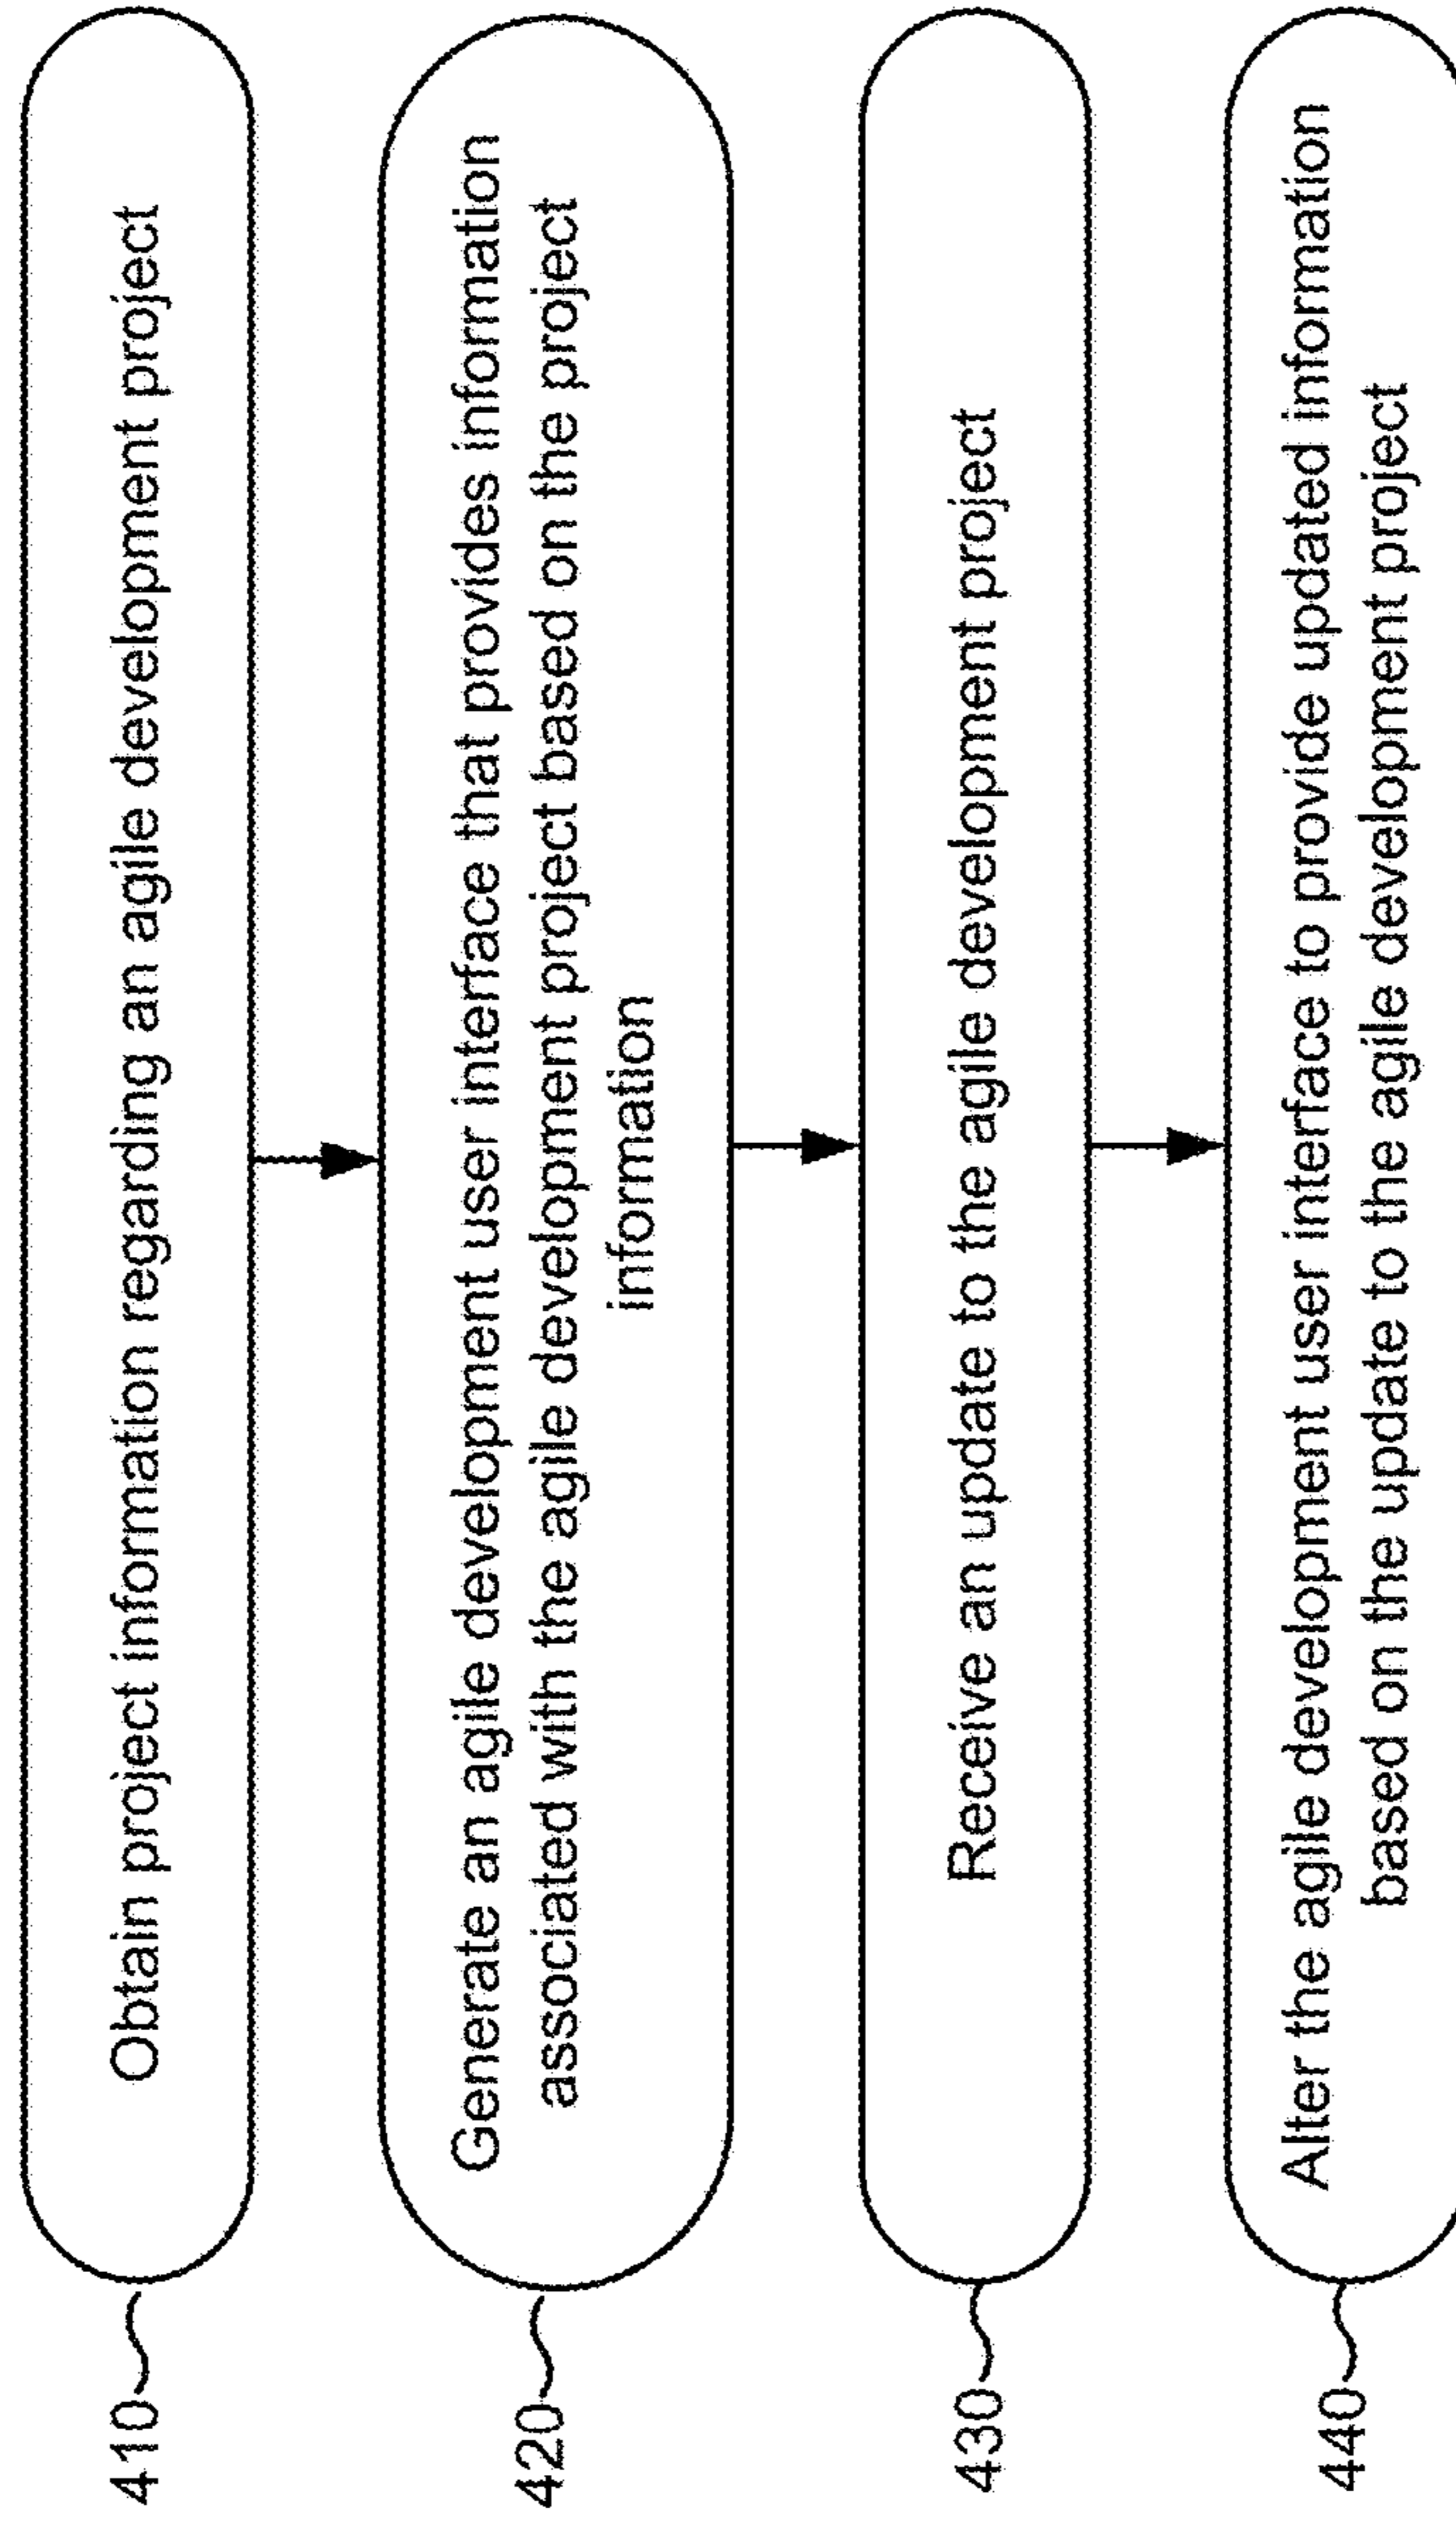 410
Obtain project information regarding an agile development project
420
Generate an agile development user interface that provides information
associated with the agile development project based on the project
information
430
Receive an update to the agile development project
440
Alter the agile development user interface to provide updated information
based on the update to the agile development project